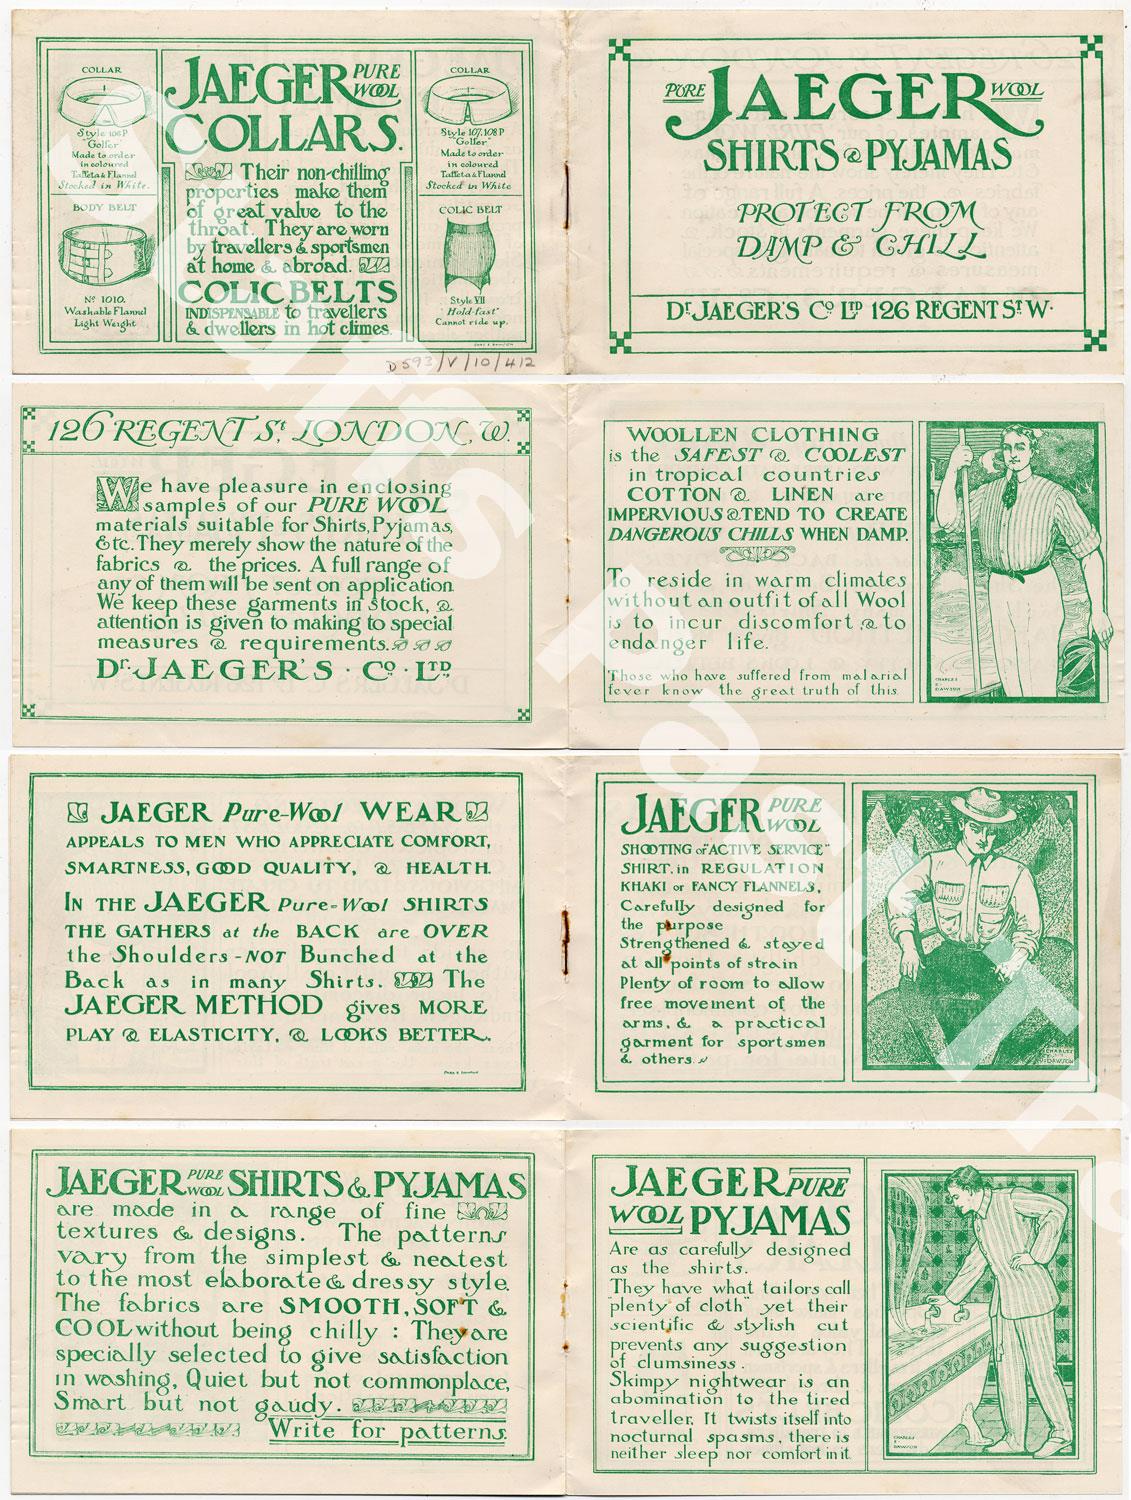 COLLAR
Style 106 P
"Golfer"
Made to order
in coloured
Taffeta & Flannel
Stocked in White.
BODY BELT
No 1010.
Washable Flannel
Light Weight
JAEGER PURE WOOL
COLLARS.
Their non-chilling
properties make them
of great value to the
throat. They are worn
by travellers & sportsmen
at home & abroad.
COLIC BELTS
INDISPENSABLE to travellers
& dwellers in hot climes.
COLLAR
Style 107, 108 P
"Golfer"
Made to order
in coloured
Taffeta & Flannel
Stocked in White
COLIC BELT
Style VII
"Hold-fast"
Cannot ride up.
D593/V/10/412
PURE JAEGER WOOL
SHIRTS & PYJAMAS
PROTECT FROM
DAMP & CHILL
Dr. JAEGER'S Co LTD 126 REGENT St W.
126 REGENT St. LONDON, W.
We have pleasure in enclosing
samples of our PURE WOOL
materials suitable for Shirts, Pyjamas,
&tc. They merely show the nature of the
fabrics & the prices. A full range of
any of them will be sent on application.
We keep these garments in stock, &
attention is given to making to special
measures & requirements.
Dr. JAEGER'S · Co · LTD
WOOLLEN CLOTHING
is the SAFEST & COOLEST
in tropical countries
COTTON & LINEN are
IMPERVIOUS & TEND TO CREATE
DANGEROUS CHILLS WHEN DAMP.
To reside in warm climates
without an outfit of all Wool
is to incur discomfort & to
endanger life.
Those who have suffered from malarial
fever know the great truth of this.
CHARLES
E.
DAWSON
JAEGER Pure-Wool WEAR
APPEALS TO MEN WHO APPRECIATE COMFORT,
SMARTNESS, GOOD QUALITY, & HEALTH.
IN THE JAEGER Pure-Wool SHIRTS
THE GATHERS at the BACK are OVER
the Shoulders - NOT Bunched at the
Back as in many Shirts. The
JAEGER METHOD gives MORE
PLAY & ELASTICITY, & LOOKS BETTER.
JAEGER PURE WOOL
SHOOTING or "ACTIVE SERVICE"
SHIRT, in REGULATION
KHAKI or FANCY FLANNELS,
Carefully designed for
the purpose
Strengthened & stayed
at all points of strain
Plenty of room to allow
free movement of the
arms, & a practical
garment for sportsmen
& others.
CHARLES
E.
DAWSON
JAEGER PURE WOOL SHIRTS & PYJAMAS
are made in a range of fine
textures & designs. The patterns
vary from the simplest & neatest
to the most elaborate & dressy style.
The fabrics are SMOOTH, SOFT &
COOL without being chilly : They are
specially selected to give satisfaction
in washing, Quiet but not commonplace,
Smart but not gaudy.
Write for patterns.
JAEGER PURE
WOOL PYJAMAS
Are as carefully designed
as the shirts.
They have what tailors call
"plenty of cloth" yet their
scientific & stylish cut
prevents any suggestion
of clumsiness.
Skimpy nightwear is an
abomination to the tired
traveller. It twists itself into
nocturnal spasms, there is
neither sleep nor comfort in it.
CHARLES
E.
DAWSON